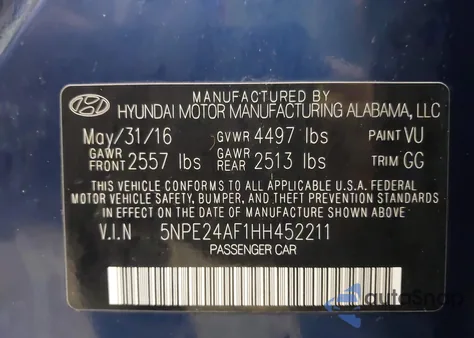 MANUFACTURED BY
HYUNDAI MOTOR MANUFACTURING ALABAMA, LLC
May/31/16 GVWR 4497 lbs PAINT VU
GAWR FRONT 2557 lbs GAWR REAR 2513 lbs TRIM GG
THIS VEHICLE CONFORMS TO ALL APPLICABLE U.S.A. FEDERAL
MOTOR VEHICLE SAFETY, BUMPER, AND THEFT PREVENTION
STANDARDS IN EFFECT ON THE DATE OF MANUFACTURE SHOWN ABOVE.
V.I.N 5NPE24AF1HH452211
PASSENGER CAR
autoSnap